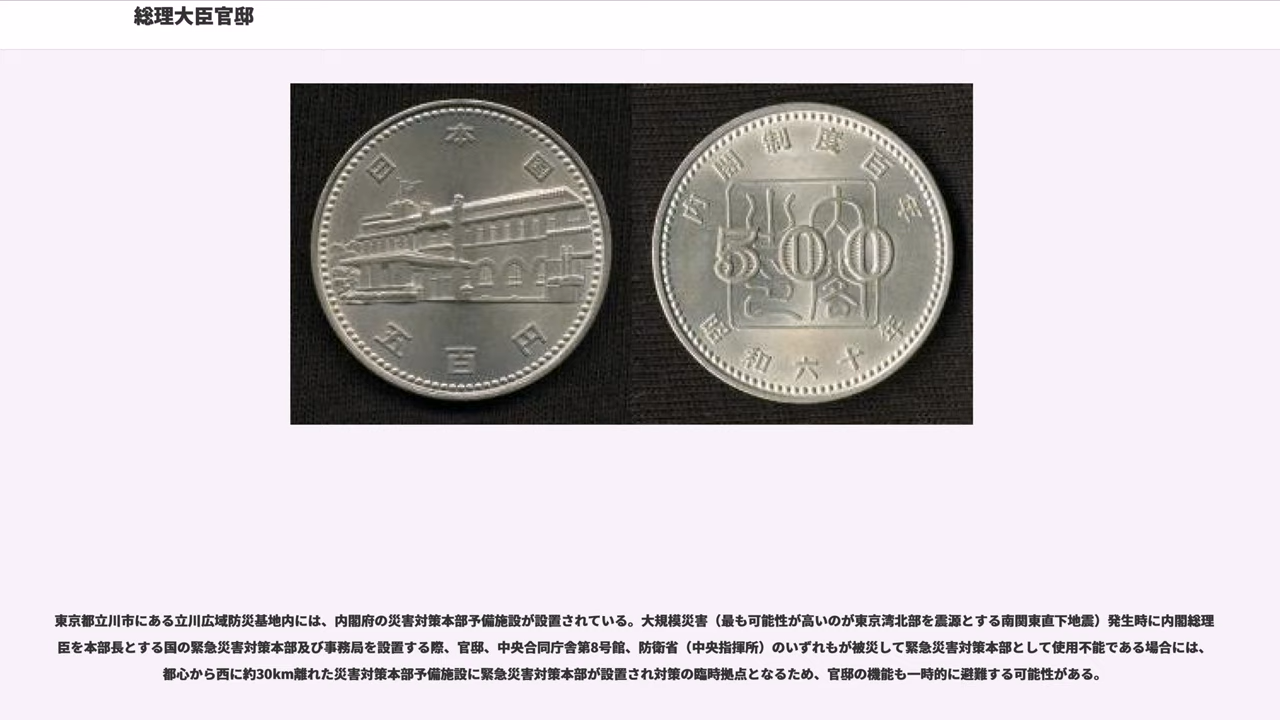 総理大臣官邸
日本国
五百円
内閣制度百年
500
昭和六十年
東京都立川市にある立川広域防災基地内には、内閣府の災害対策本部予備施設が設置されている。大規模災害（最も可能性が高いのが東京湾北部を震源とする南関東直下地震）発生時に内閣総理
臣を本部長とする国の緊急災害対策本部及び事務局を設置する際、官邸、中央合同庁舎第8号館、防衛省（中央指揮所）のいずれもが被災して緊急災害対策本部として使用不能である場合には、
都心から西に約30km離れた災害対策本部予備施設に緊急災害対策本部が設置され対策の臨時拠点となるため、官邸の機能も一時的に避難する可能性がある。